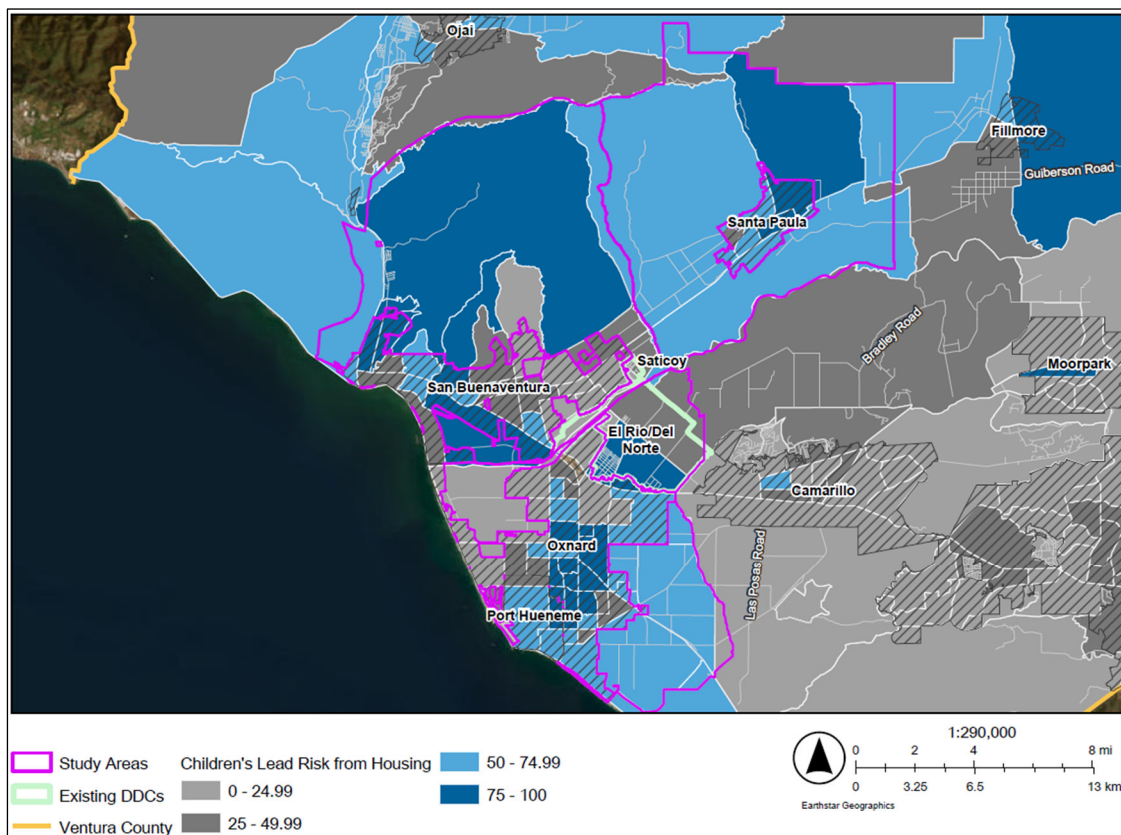 Ojai
Fillmore
Guiberson Road
Santa Paula
Bradley Road
Saticoy
Moorpark
San Buenaventura
El Rio/Del
Norte
Camarillo
Las Posas Road
Oxnard
Port Hueneme
Study Areas
Existing DDCs
Ventura County
Children's Lead Risk from Housing
0 - 24.99
25 - 49.99
50 - 74.99
75 - 100
1:290,000
0 2 4 8 mi
0 3.25 6.5 13 km
Earthstar Geographics